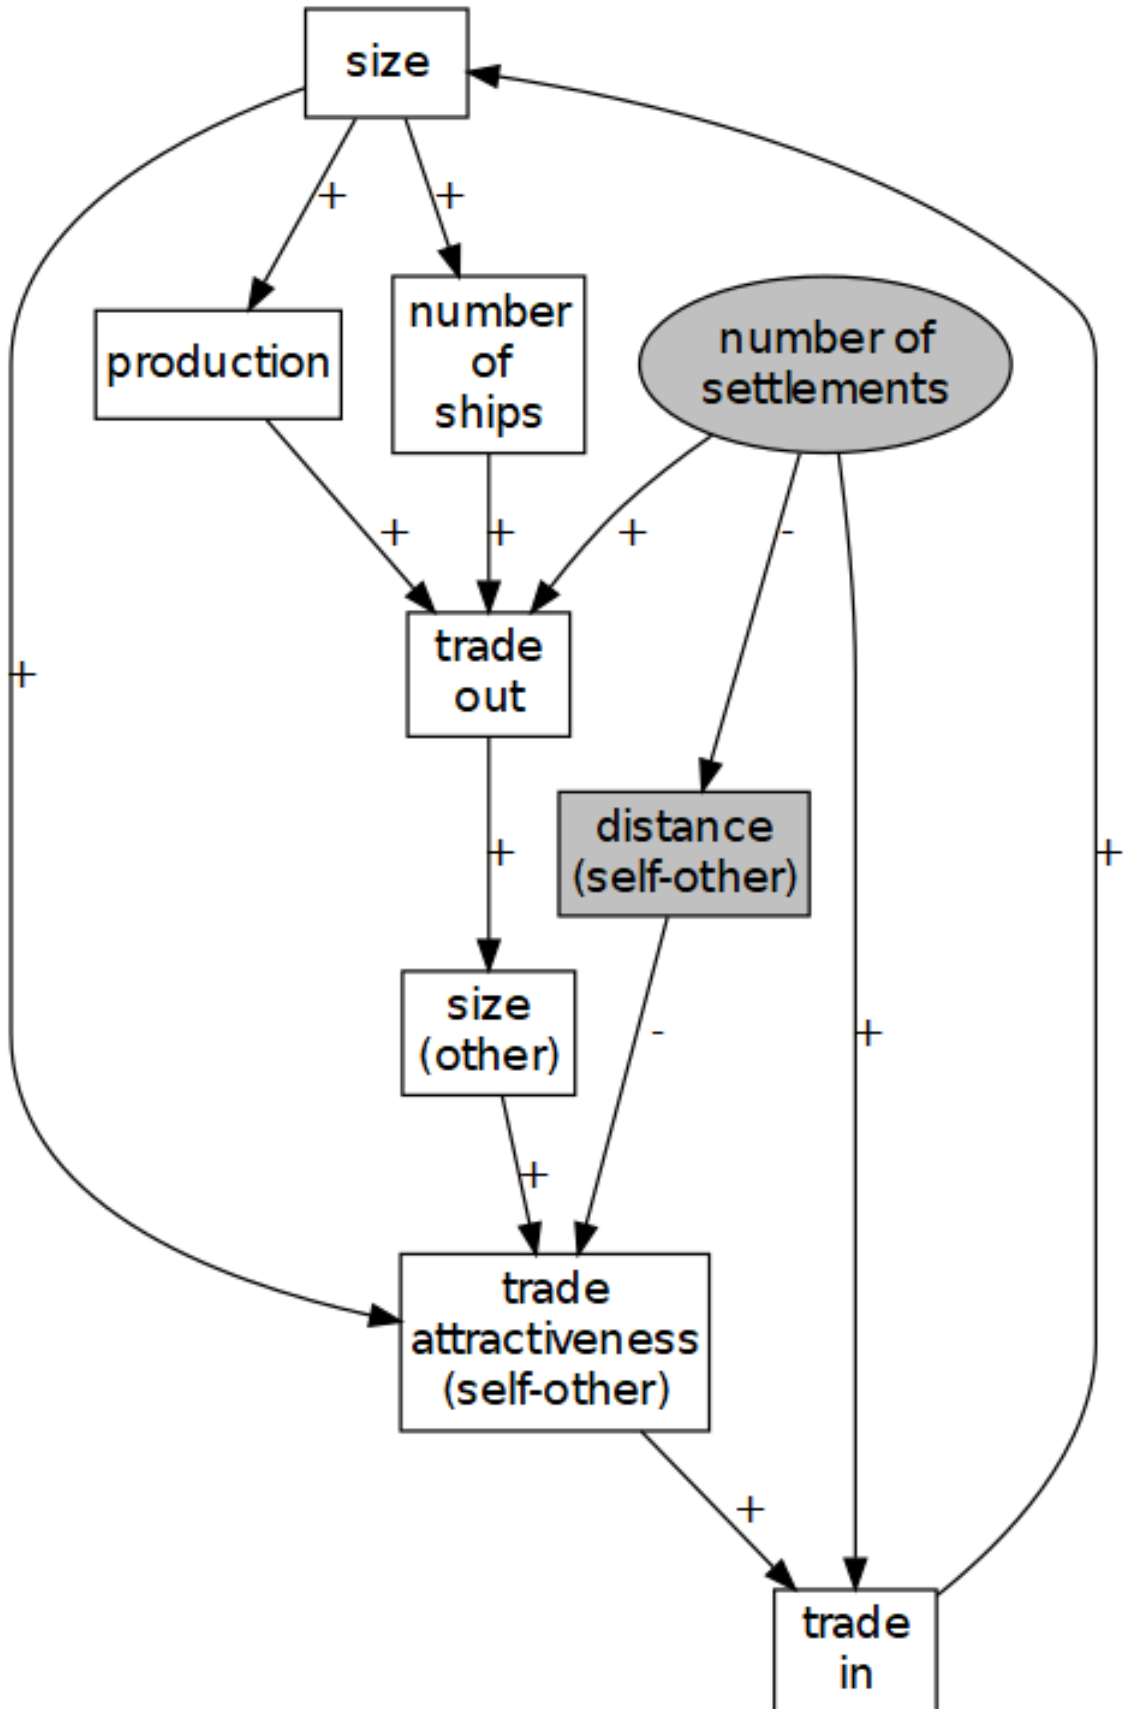 size
+
+
number
of
ships
number of
settlements
production
+
+
+
-
trade
out
+
distance
(self-other)
+
+
size
(other)
-
+
+
trade
attractiveness
(self-other)
+
trade
in